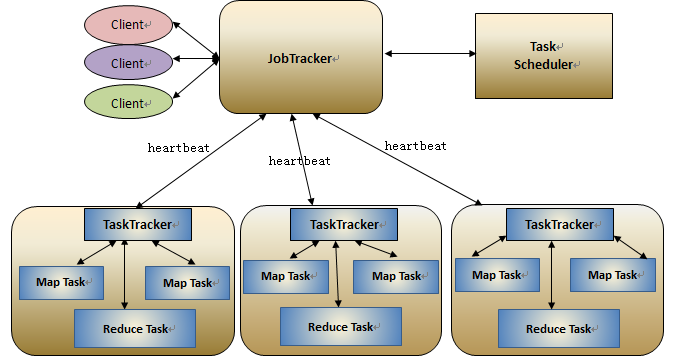 Client
JobTracker
Task
Scheduler
Client
Client
heartbeat
heartbeat
heartbeat
TaskTracker
TaskTracker
TaskTracker
Map Task
Map Task
Map Task
Map Task
Map Task
Map Task
Reduce Task
Reduce Task
Reduce Task